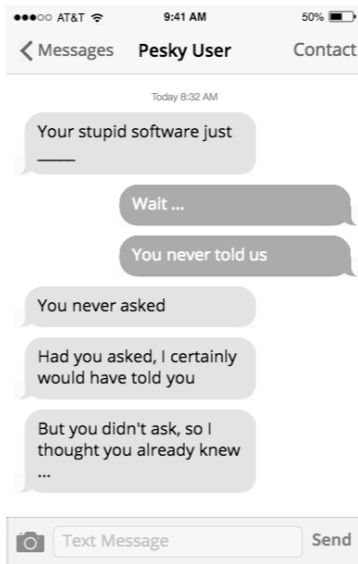 AT&T 9:41 AM 50%
Messages Pesky User Contact
Today 8:32 AM
Your stupid software just
_____
Wait ...
You never told us
You never asked
Had you asked, I certainly
would have told you
But you didn't ask, so I
thought you already knew
...
Text Message Send